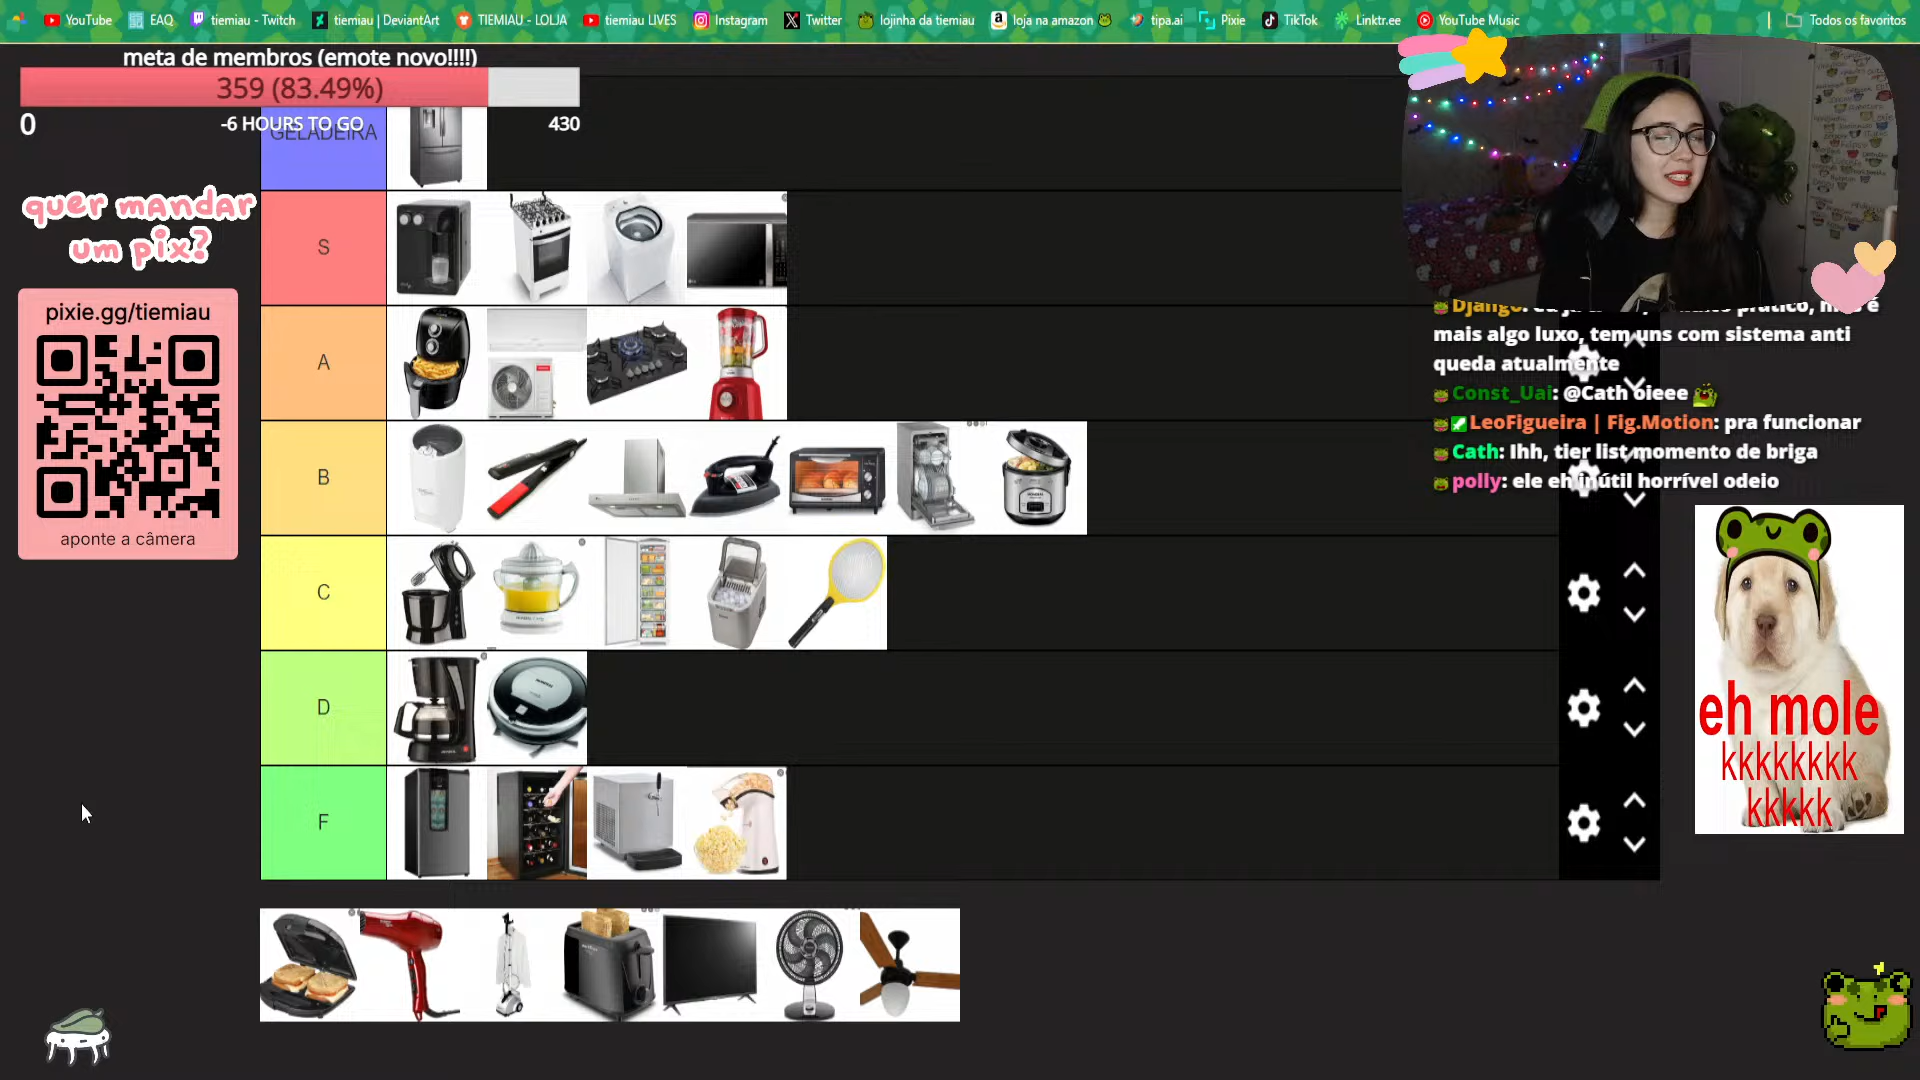 YouTube EAQ tiemiau - Twitch tiemiau | DeviantArt TIEMIAU - LOLJA tiemiau LIVES Instagram Twitter lojinha da tiemiau loja na amazon tipa.ai Pixie TikTok Linktr.ee YouTube Music Todos os favoritos
meta de membros (emote novo!!!!)
359 (83.49%)
0 -6 HOURS TO GO 430
GELADEIRA
quer mandar
um pix?
pixie.gg/tiemiau
aponte a câmera
S
A
B
C
D
F
Django:
mais algo luxo, tem uns com sistema anti
queda atualmente
Const_Uai: @Cath oieee
LeoFigueira | Fig.Motion: pra funcionar
Cath: Ihh, tier list momento de briga
polly: ele eh inútil horrível odeio
eh mole
kkkkkkkk
kkkkk